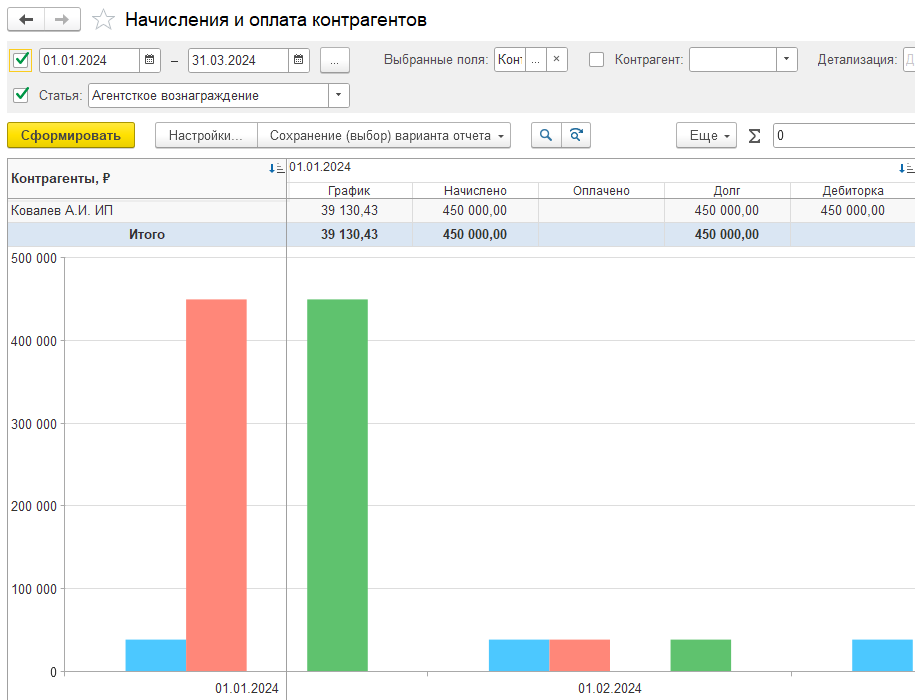 Начисления и оплата контрагентов
01.01.2024 – 31.03.2024 ... Выбранные поля: Конт ... × Контрагент: Детализация:
Статья: Агентсткое вознаграждение
Сформировать Настройки... Сохранение (выбор) варианта отчета Еще Σ 0
Контрагенты, ₽ 01.01.2024
График Начислено Оплачено Долг Дебиторка
Ковалев А.И. ИП 39 130,43 450 000,00 450 000,00 450 000,00
Итого 39 130,43 450 000,00 450 000,00
500 000
400 000
300 000
200 000
100 000
0
01.01.2024 01.02.2024